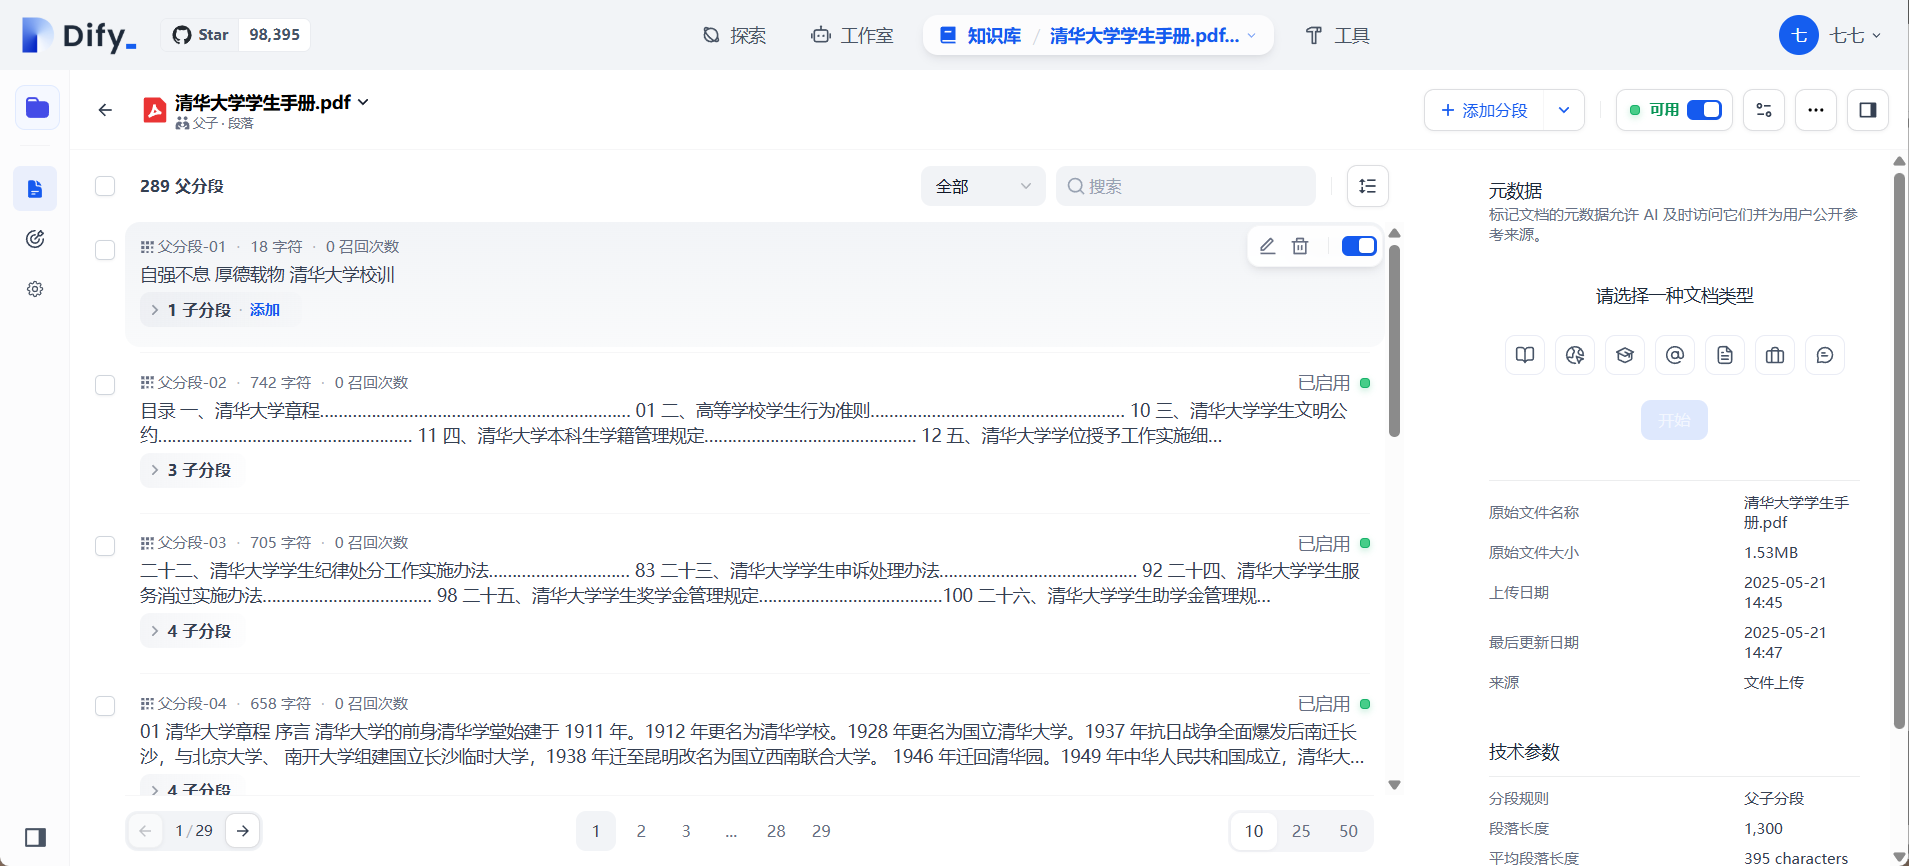 Dify_
Star 98,395
探索
工作室
知识库 / 清华大学学生手册.pdf...
工具
七 七七
清华大学学生手册.pdf
父子 · 段落
添加分段
可用
289 父分段
全部
搜索
父分段-01 · 18 字符 · 0 召回次数
自强不息 厚德载物 清华大学校训
1 子分段 · 添加
父分段-02 · 742 字符 · 0 召回次数
已启用
目录 一、清华大学章程.................................................................. 01 二、高等学校学生行为准则...................................................... 10 三、清华大学学生文明公
约...................................................... 11 四、清华大学本科生学籍管理规定............................................. 12 五、清华大学学位授予工作实施细...
3 子分段
父分段-03 · 705 字符 · 0 召回次数
已启用
二十二、清华大学学生纪律处分工作实施办法.............................. 83 二十三、清华大学学生申诉处理办法.......................................... 92 二十四、清华大学学生服
务消过实施办法.................................... 98 二十五、清华大学学生奖学金管理规定.......................................100 二十六、清华大学学生助学金管理规...
4 子分段
父分段-04 · 658 字符 · 0 召回次数
已启用
01 清华大学章程 序言 清华大学的前身清华学堂始建于 1911 年。1912 年更名为清华学校。1928 年更名为国立清华大学。1937 年抗日战争全面爆发后南迁长
沙，与北京大学、 南开大学组建国立长沙临时大学，1938 年迁至昆明改名为国立西南联合大学。 1946 年迁回清华园。1949 年中华人民共和国成立，清华大...
4 子分段
1 / 29
1 2 3 ... 28 29
10 25 50
元数据
标记文档的元数据允许 AI 及时访问它们并为用户公开参
考来源。
请选择一种文档类型
开始
原始文件名称
清华大学学生手
册.pdf
原始文件大小
1.53MB
上传日期
2025-05-21
14:45
最后更新日期
2025-05-21
14:47
来源
文件上传
技术参数
分段规则
父子分段
段落长度
1,300
平均段落长度
395 characters